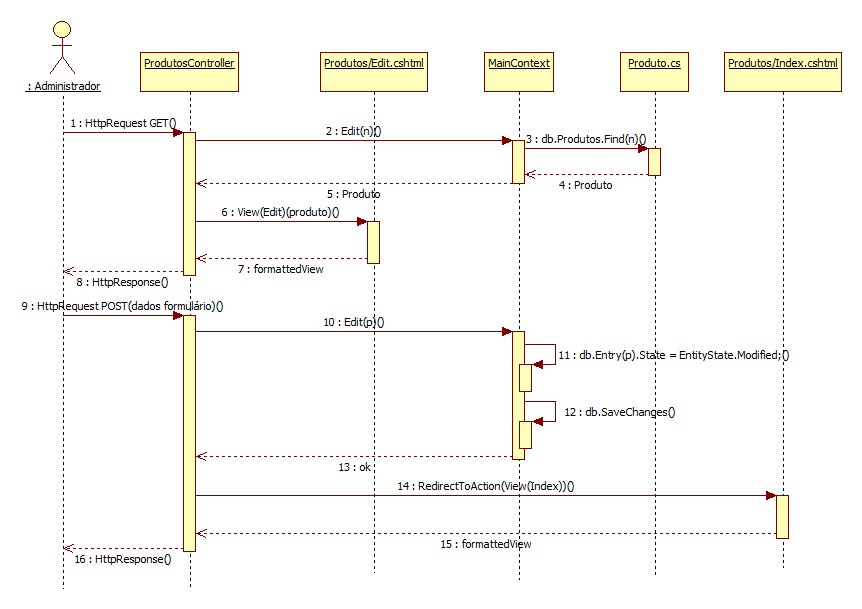 : Administrador
ProdutosController
Produtos/Edit.cshtml
MainContext
Produto.cs
Produtos/Index.cshtml
1 : HttpRequest GET()
2 : Edit(n)()
3 : db.Produtos.Find(n)()
4 : Produto
5 : Produto
6 : View(Edit)(produto)()
7 : formattedView
8 : HttpResponse()
9 : HttpRequest POST(dados formulário)()
10 : Edit(p)()
11 : db.Entry(p).State = EntityState.Modified;()
12 : db.SaveChanges()
13 : ok
14 : RedirectToAction(View(Index))()
15 : formattedView
16 : HttpResponse()